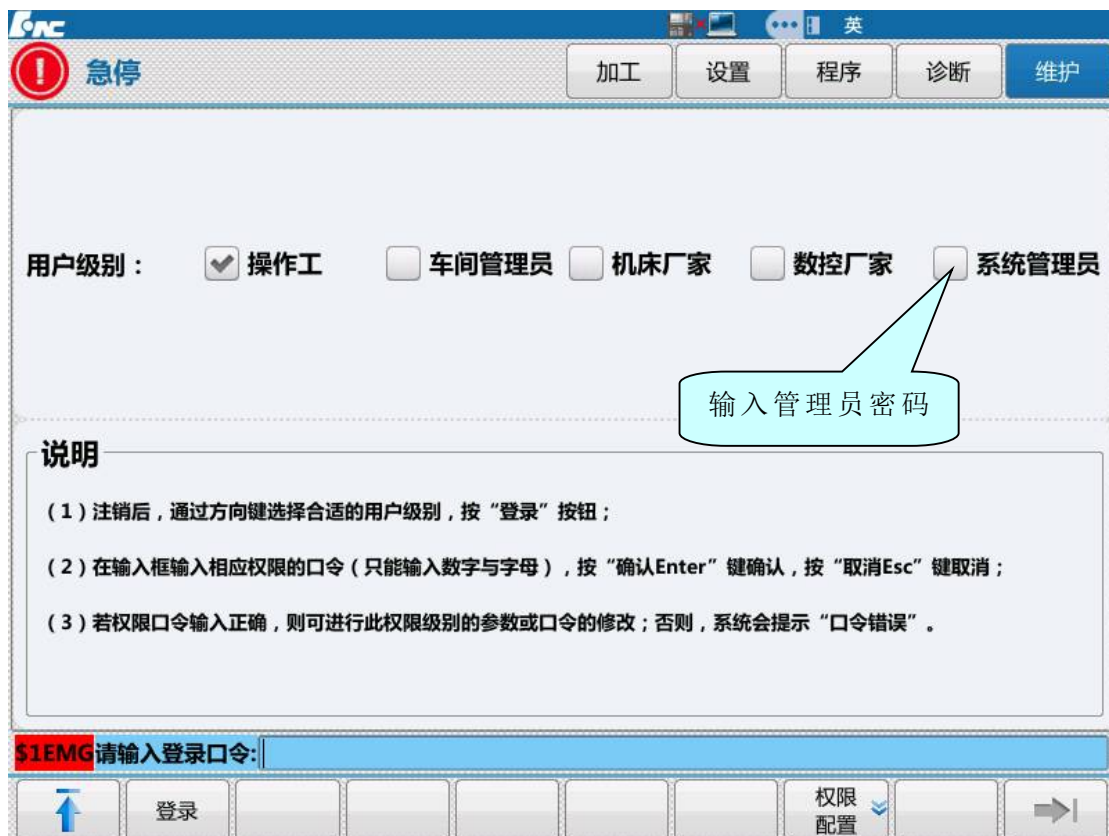 HNC
英
急停 加工 设置 程序 诊断 维护
用户级别： 操作工 车间管理员 机床厂家 数控厂家 系统管理员
输入管理员密码
说明
（1）注销后，通过方向键选择合适的用户级别，按“登录”按钮；
（2）在输入框输入相应权限的口令（只能输入数字与字母），按“确认Enter”键确认，按“取消Esc”键取消；
（3）若权限口令输入正确，则可进行此权限级别的参数或口令的修改；否则，系统会提示“口令错误”。
$1EMG请输入登录口令:
登录 权限
配置